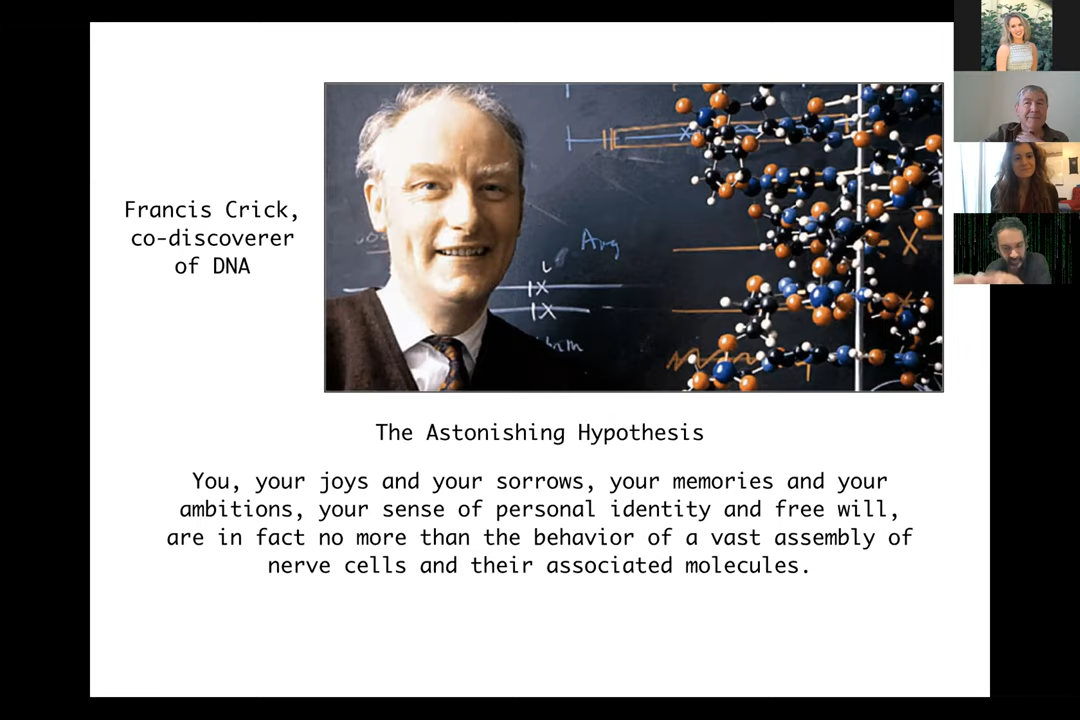 Francis Crick,
co-discoverer
of DNA
Arg
The Astonishing Hypothesis
You, your joys and your sorrows, your memories and your
ambitions, your sense of personal identity and free will,
are in fact no more than the behavior of a vast assembly of
nerve cells and their associated molecules.